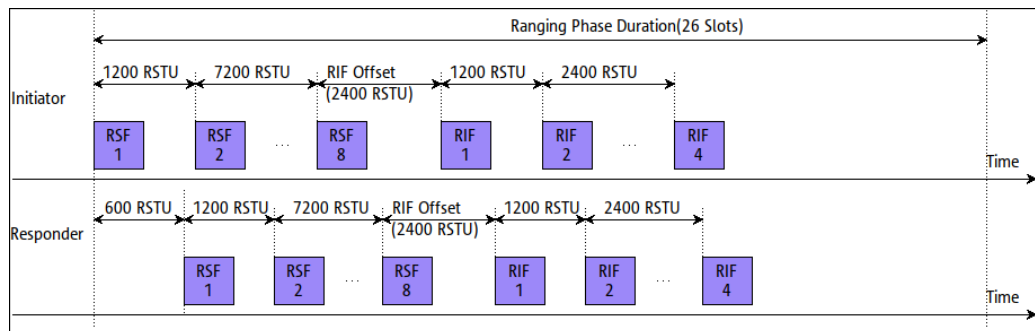 Ranging Phase Duration(26 Slots)
1200 RSTU 7200 RSTU RIF Offset 1200 RSTU 2400 RSTU
(2400 RSTU)
Initiator
RSF RSF RSF RIF RIF RIF
1 2 ... 8 1 2 ... 4
Time
600 RSTU 1200 RSTU 7200 RSTU RIF Offset 1200 RSTU 2400 RSTU
(2400 RSTU)
Responder
RSF RSF RSF RIF RIF RIF
1 2 ... 8 1 2 ... 4
Time